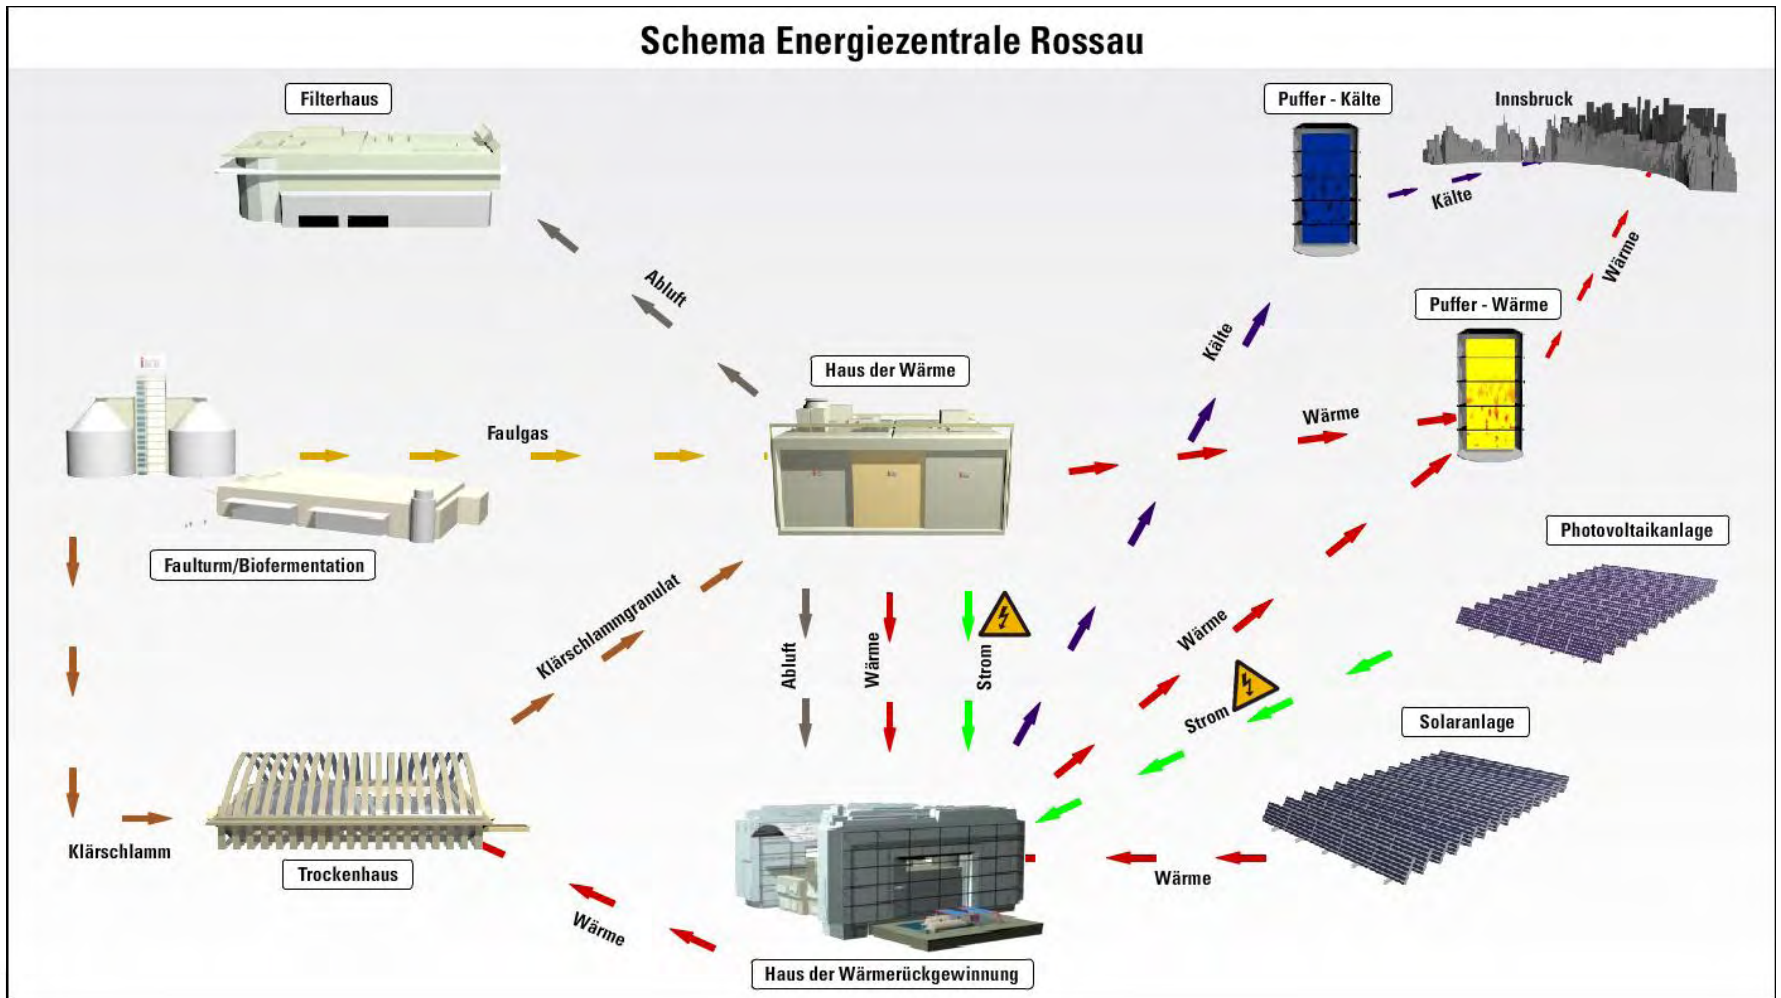 Schema Energiezentrale Rossau
Filterhaus
Puffer - Kälte
Innsbruck
Kälte
Abluft
Wärme
Puffer - Wärme
Kälte
Haus der Wärme
Wärme
Faulgas
Photovoltaikanlage
Faulturm/Biofermentation
Klärschlammgranulat
Abluft
Wärme
Strom
Wärme
Strom
Solaranlage
Klärschlamm
Trockenhaus
Wärme
Wärme
Haus der Wärmerückgewinnung